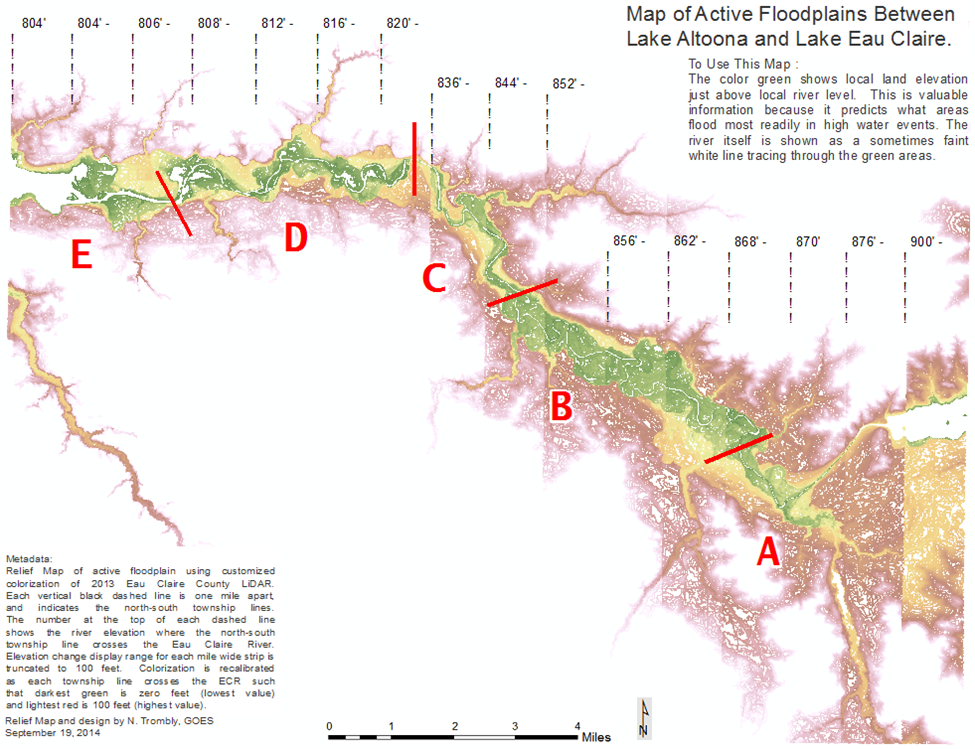 Map of Active Floodplains Between
Lake Altoona and Lake Eau Claire.
To Use This Map :
The color green shows local land elevation
just above local river level. This is valuable
information because it predicts what areas
flood most readily in high water events. The
river itself is shown as a sometimes faint
white line tracing through the green areas.
804' 804' - 806' - 808' - 812' - 816' - 820' -
836' - 844' - 852' -
856' - 862' - 868' - 870' 876' - 900' -
E
D
C
B
A
Metadata:
Relief Map of active floodplain using customized
colorization of 2013 Eau Claire County LiDAR.
Each vertical black dashed line is one mile apart,
and indicates the north-south township lines.
The number at the top of each dashed line
shows the river elevation where the north-south
township line crosses the Eau Claire River.
Elevation change display range for each mile wide strip is
truncated to 100 feet. Colorization is recalibrated
as each township line crosses the ECR such
that darkest green is zero feet (lowest value)
and lightest red is 100 feet (highest value).
Relief Map and design by N. Trombly, GOES
September 19, 2014
0 1 2 3 4
Miles
N